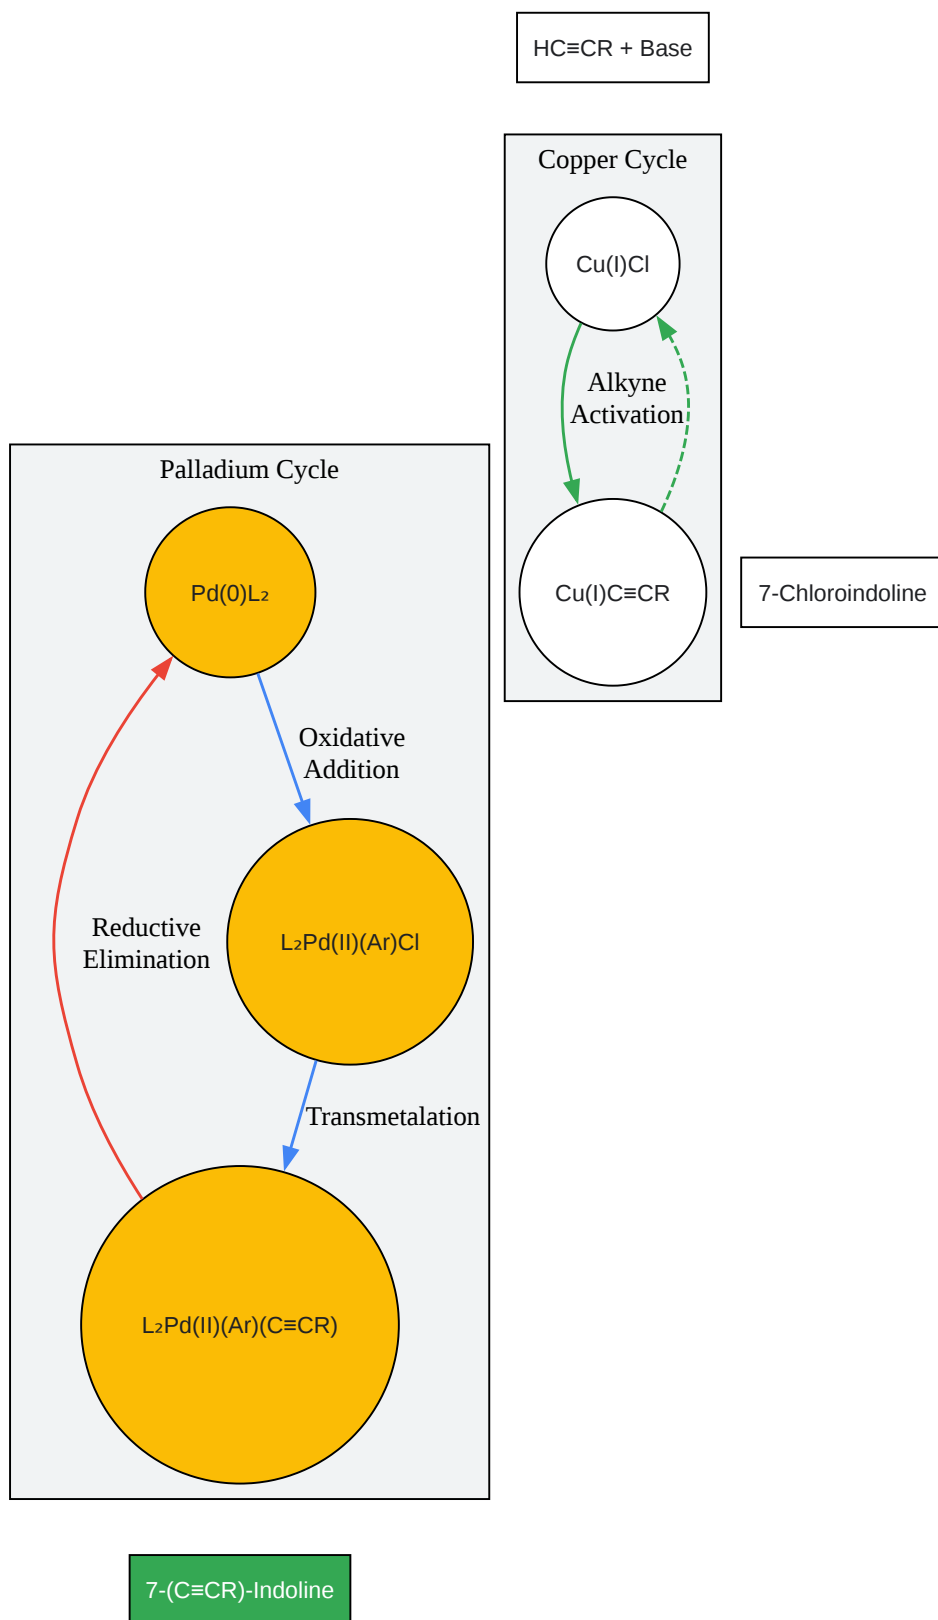 HC≡CR + Base
Copper Cycle
Cu(I)Cl
Alkyne
Activation
Cu(I)C≡CR
7-Chloroindoline
Palladium Cycle
Pd(0)L₂
Oxidative
Addition
L₂Pd(II)(Ar)Cl
Reductive
Elimination
Transmetalation
L₂Pd(II)(Ar)(C≡CR)
7-(C≡CR)-Indoline